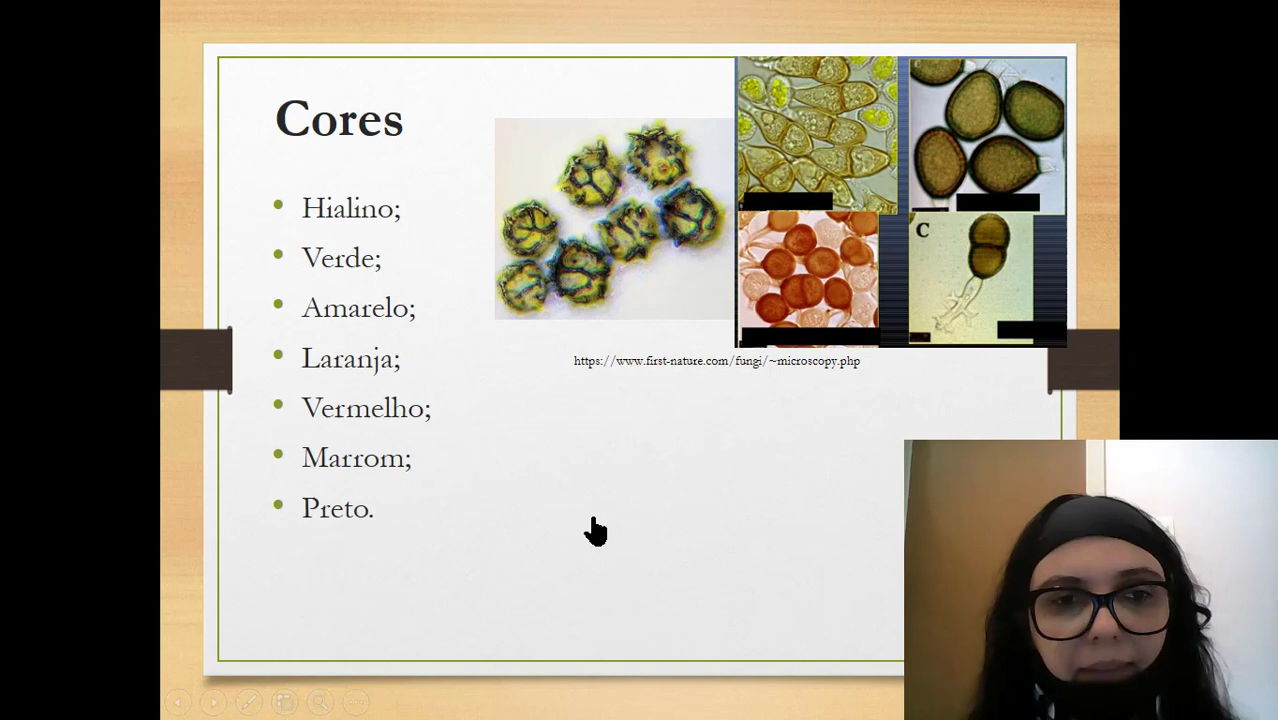 Cores
Hialino;
Verde;
Amarelo;
Laranja;
Vermelho;
Marrom;
Preto.
C
https://www.first-nature.com/fungi/~microscopy.php